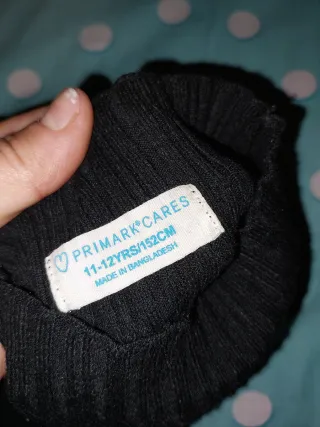 PRIMARK®CARES
11-12YRS/152CM
MADE IN BANGLADESH